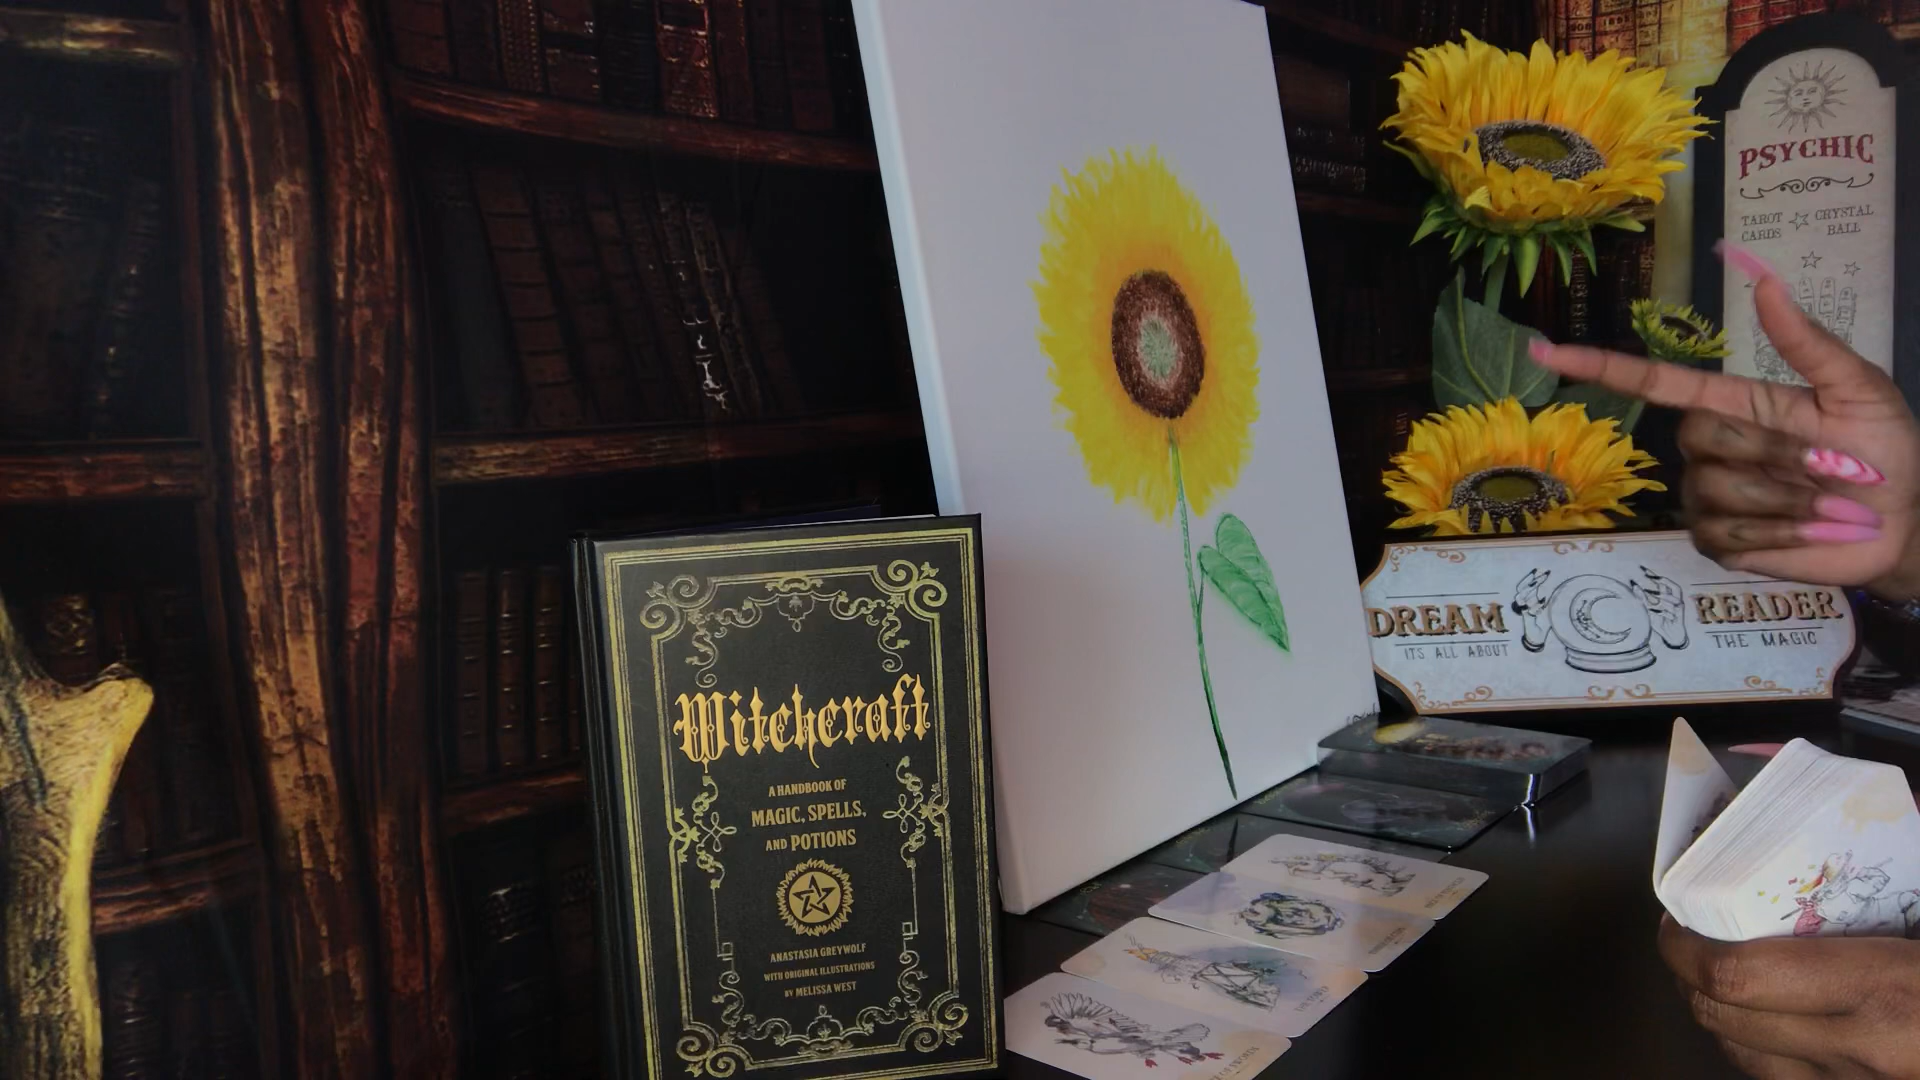 Witchcraft
A HANDBOOK OF
MAGIC, SPELLS,
AND POTIONS
ANASTASIA GREYWOLF
WITH ORIGINAL ILLUSTRATIONS
BY MELISSA WEST
PSYCHIC
TAROT CARDS
CRYSTAL BALL
DREAM READER
ITS ALL ABOUT THE MAGIC